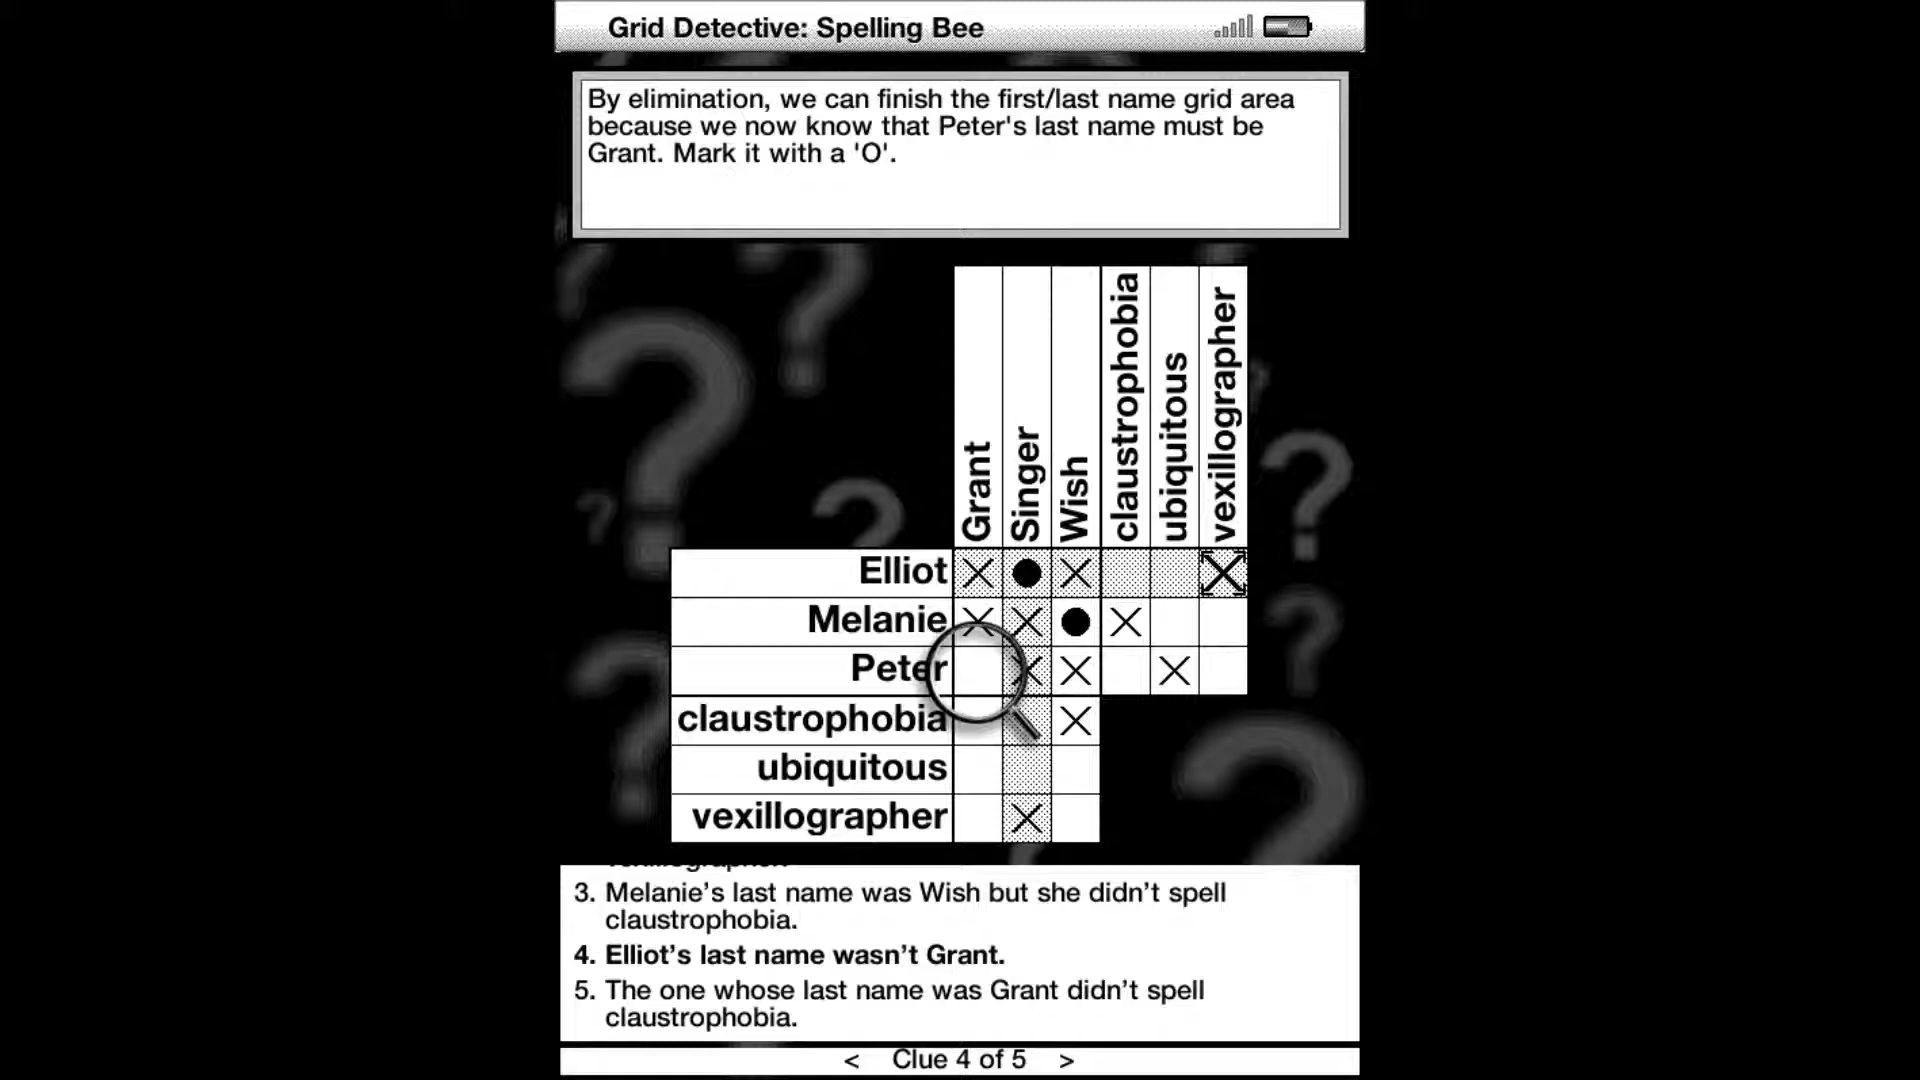 Grid Detective: Spelling Bee
By elimination, we can finish the first/last name grid area
because we now know that Peter's last name must be
Grant. Mark it with a 'O'.
Grant
Singer
Wish
claustrophobia
ubiquitous
vexillographer
Elliot
Melanie
Peter
claustrophobia
ubiquitous
vexillographer
3. Melanie’s last name was Wish but she didn’t spell
claustrophobia.
4. Elliot’s last name wasn’t Grant.
5. The one whose last name was Grant didn’t spell
claustrophobia.
< Clue 4 of 5 >